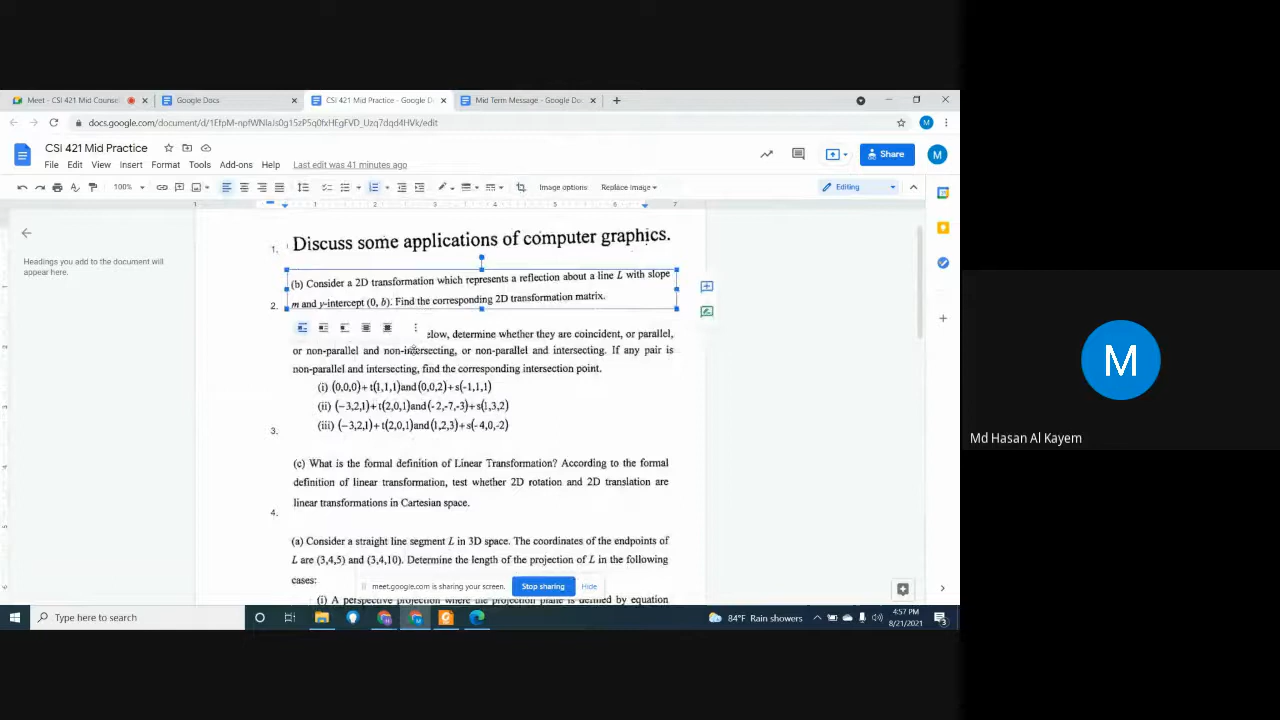 Meet - CSI 421 Mid Counsel
Google Docs
CSI 421 Mid Practice - Google D
Mid Term Message - Google Do
docs.google.com/document/d/
/edit
CSI 421 Mid Practice
File Edit View Insert Format Tools Add-ons Help Last edit was 41 minutes ago
Share
M
100%
Image options
Replace image
Editing
Headings you add to the document will
appear here.
1. Discuss some applications of computer graphics.
(b) Consider a 2D transformation which represents a reflection about a line L with slope
2. m and y-intercept (0, b). Find the corresponding 2D transformation matrix.
elow, determine whether they are coincident, or parallel,
or non-parallel and non-intersecting, or non-parallel and intersecting. If any pair is
non-parallel and intersecting, find the corresponding intersection point.
(i) (0,0,0)+t(1,1,1)and(0,0,2)+s(-1,1,1)
(ii) (-3,2,1)+t(2,0,1)and(-2,-7,-3)+s(1,3,2)
(iii) (-3,2,1)+t(2,0,1)and(1,2,3)+s(-4,0,-2)
3.
(c) What is the formal definition of Linear Transformation? According to the formal
definition of linear transformation, test whether 2D rotation and 2D translation are
linear transformations in Cartesian space.
4.
(a) Consider a straight line segment L in 3D space. The coordinates of the endpoints of
L are (3,4,5) and (3,4,10). Determine the length of the projection of L in the following
cases:
(i) A perspective projection where the projection plane is defined by equation
meet.google.com is sharing your screen.
Stop sharing
Hide
Type here to search
84°F Rain showers
4:57 PM
8/21/2021
M
Md Hasan Al Kayem